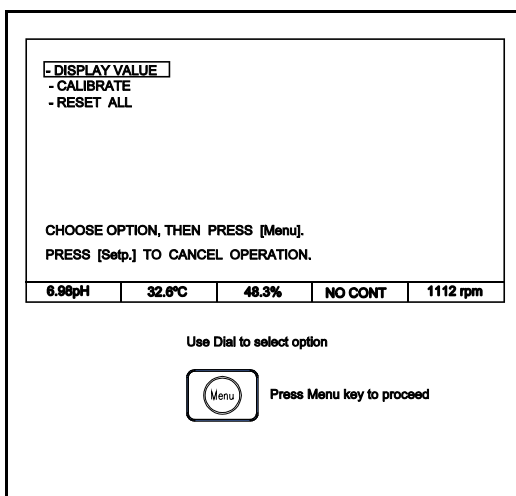 - DISPLAY VALUE
- CALIBRATE
- RESET ALL
CHOOSE OPTION, THEN PRESS [Menu].
PRESS [Setp.] TO CANCEL OPERATION.
6.98pH 32.6ºC 48.3% NO CONT 1112 rpm
Use Dial to select option
Menu Press Menu key to proceed